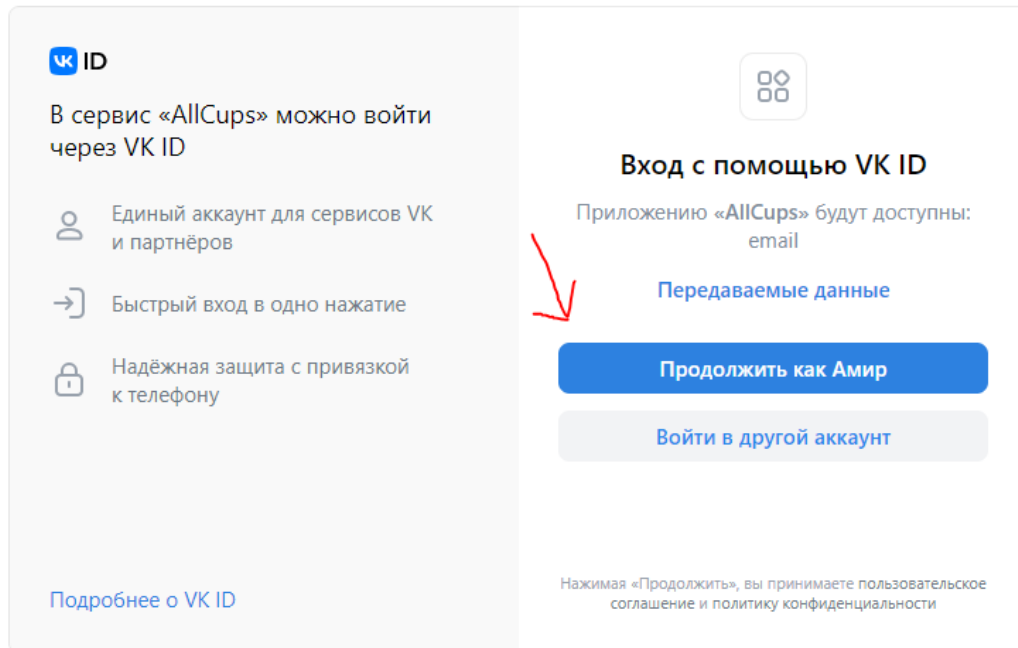 VK ID
В сервис «AllCups» можно войти
через VK ID
Единый аккаунт для сервисов VK
и партнёров
Быстрый вход в одно нажатие
Надёжная защита с привязкой
к телефону
Подробнее о VK ID
Вход с помощью VK ID
Приложению «AllCups» будут доступны:
email
Передаваемые данные
Продолжить как Амир
Войти в другой аккаунт
Нажимая «Продолжить», вы принимаете пользовательское
соглашение и политику конфиденциальности